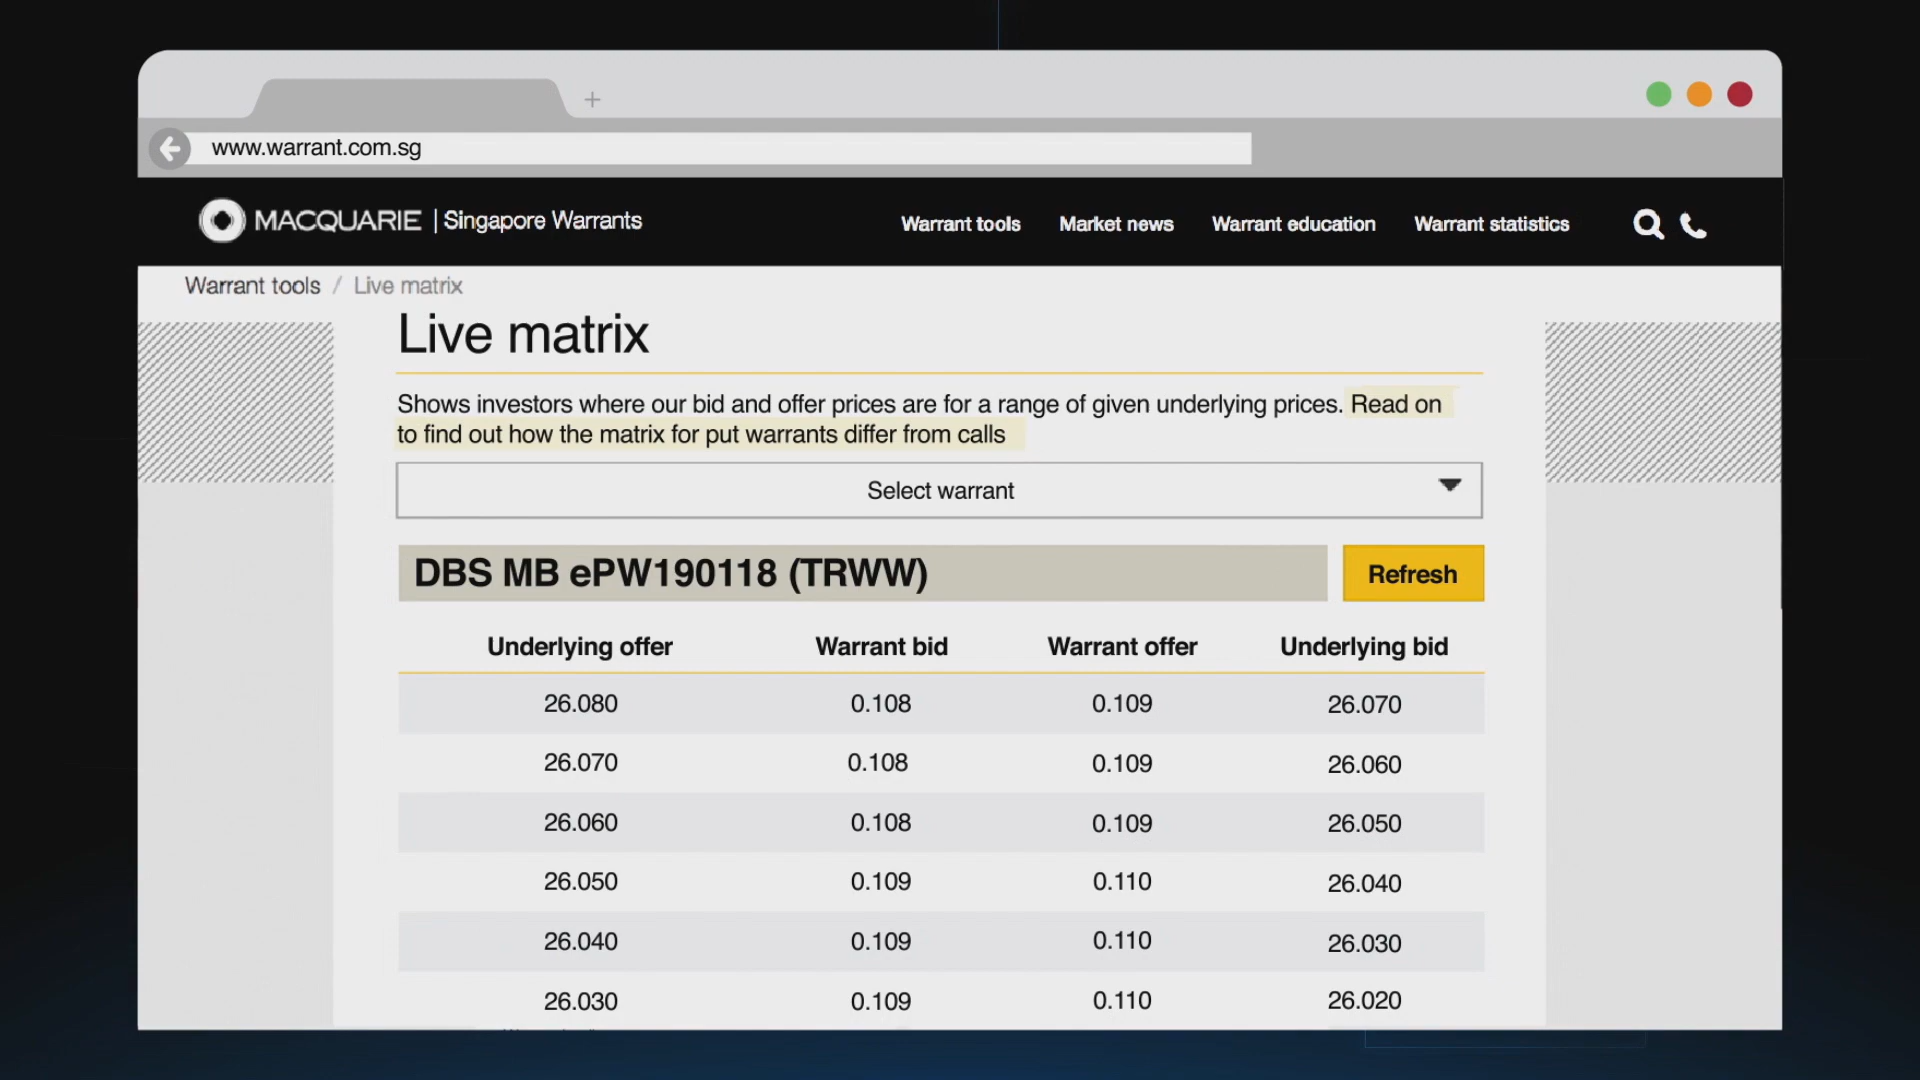 www.warrant.com.sg
MACQUARIE | Singapore Warrants
Warrant tools Market news Warrant education Warrant statistics
Warrant tools / Live matrix
Live matrix
Shows investors where our bid and offer prices are for a range of given underlying prices. Read on
to find out how the matrix for put warrants differ from calls
Select warrant
DBS MB ePW190118 (TRWW)
Refresh
Underlying offer Warrant bid Warrant offer Underlying bid
26.080 0.108 0.109 26.070
26.070 0.108 0.109 26.060
26.060 0.108 0.109 26.050
26.050 0.109 0.110 26.040
26.040 0.109 0.110 26.030
26.030 0.109 0.110 26.020